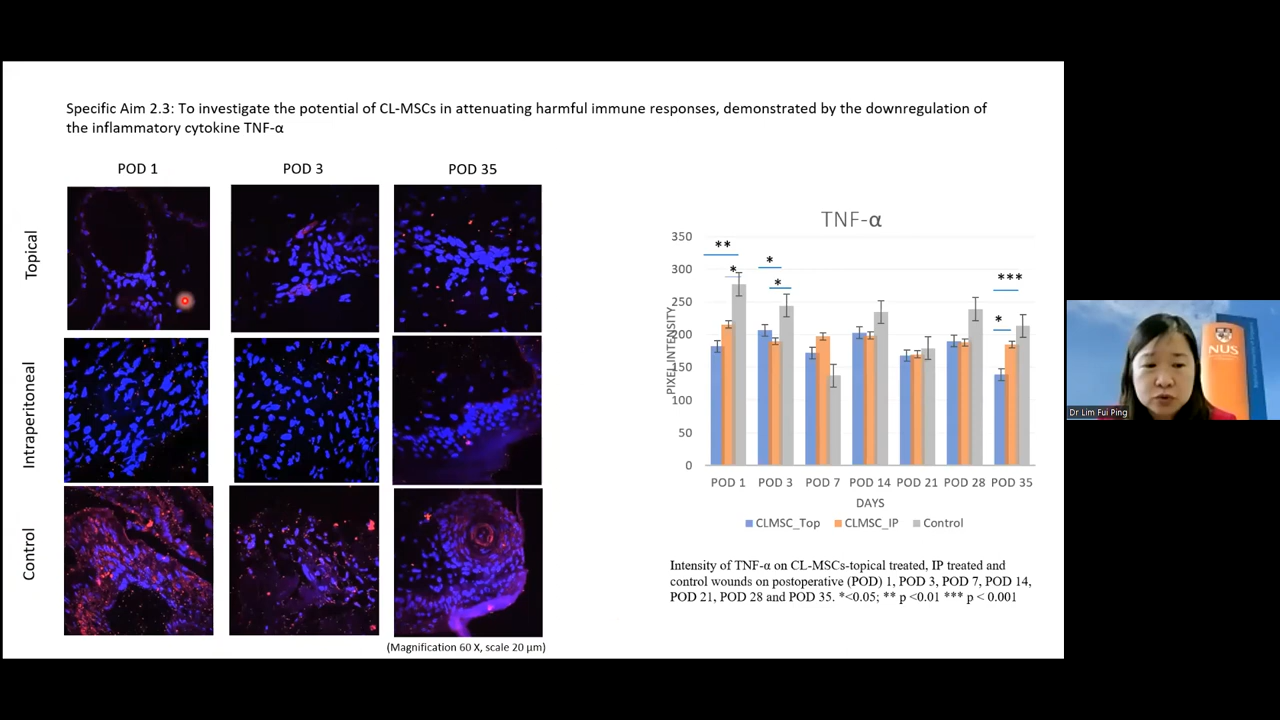 Specific Aim 2.3: To investigate the potential of CL-MSCs in attenuating harmful immune responses, demonstrated by the downregulation of
the inflammatory cytokine TNF-α
POD 1
POD 3
POD 35
Topical
Intraperitoneal
Control
(Magnification 60 X, scale 20 µm)
TNF-α
PIXEL INTENSITY
350
300
250
200
150
100
50
0
**
*
*
*
***
*
POD 1 POD 3 POD 7 POD 14 POD 21 POD 28 POD 35
DAYS
CLMSC_Top CLMSC_IP Control
Intensity of TNF-α on CL-MSCs-topical treated, IP treated and
control wounds on postoperative (POD) 1, POD 3, POD 7, POD 14,
POD 21, POD 28 and POD 35. *<0.05; ** p <0.01 *** p < 0.001
NUS
Dr Lim Fui Ping